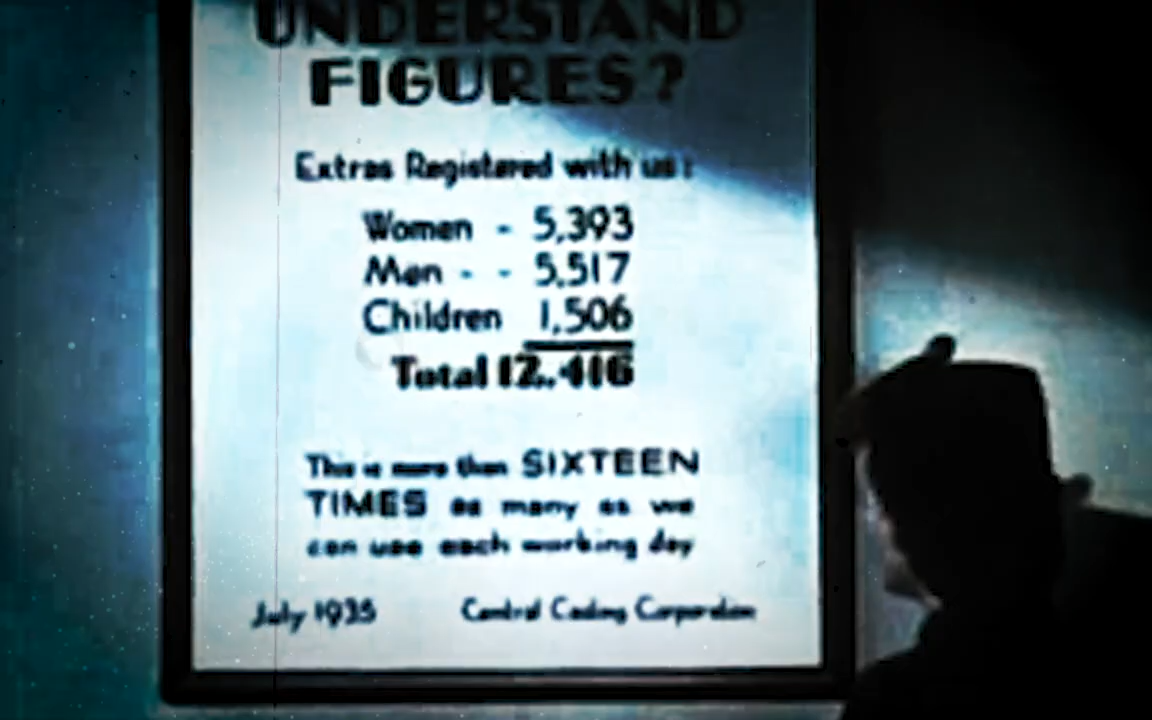 UNDERSTAND
FIGURES?
Extras Registered with us:
Women - 5,393
Men - - 5,517
Children 1,506
Total 12,416
This is more than SIXTEEN
TIMES as many as we
can use each working day
July 1935 Central Casting Corporation